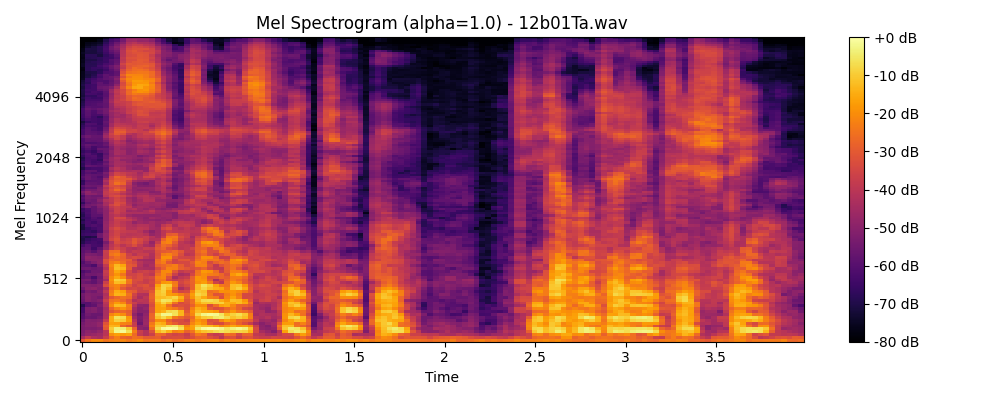 Mel Spectrogram (alpha=1.0) - 12b01Ta.wav
Mel Frequency
4096
2048
1024
512
0
0 0.5 1 1.5 2 2.5 3 3.5
Time
+0 dB
-10 dB
-20 dB
-30 dB
-40 dB
-50 dB
-60 dB
-70 dB
-80 dB